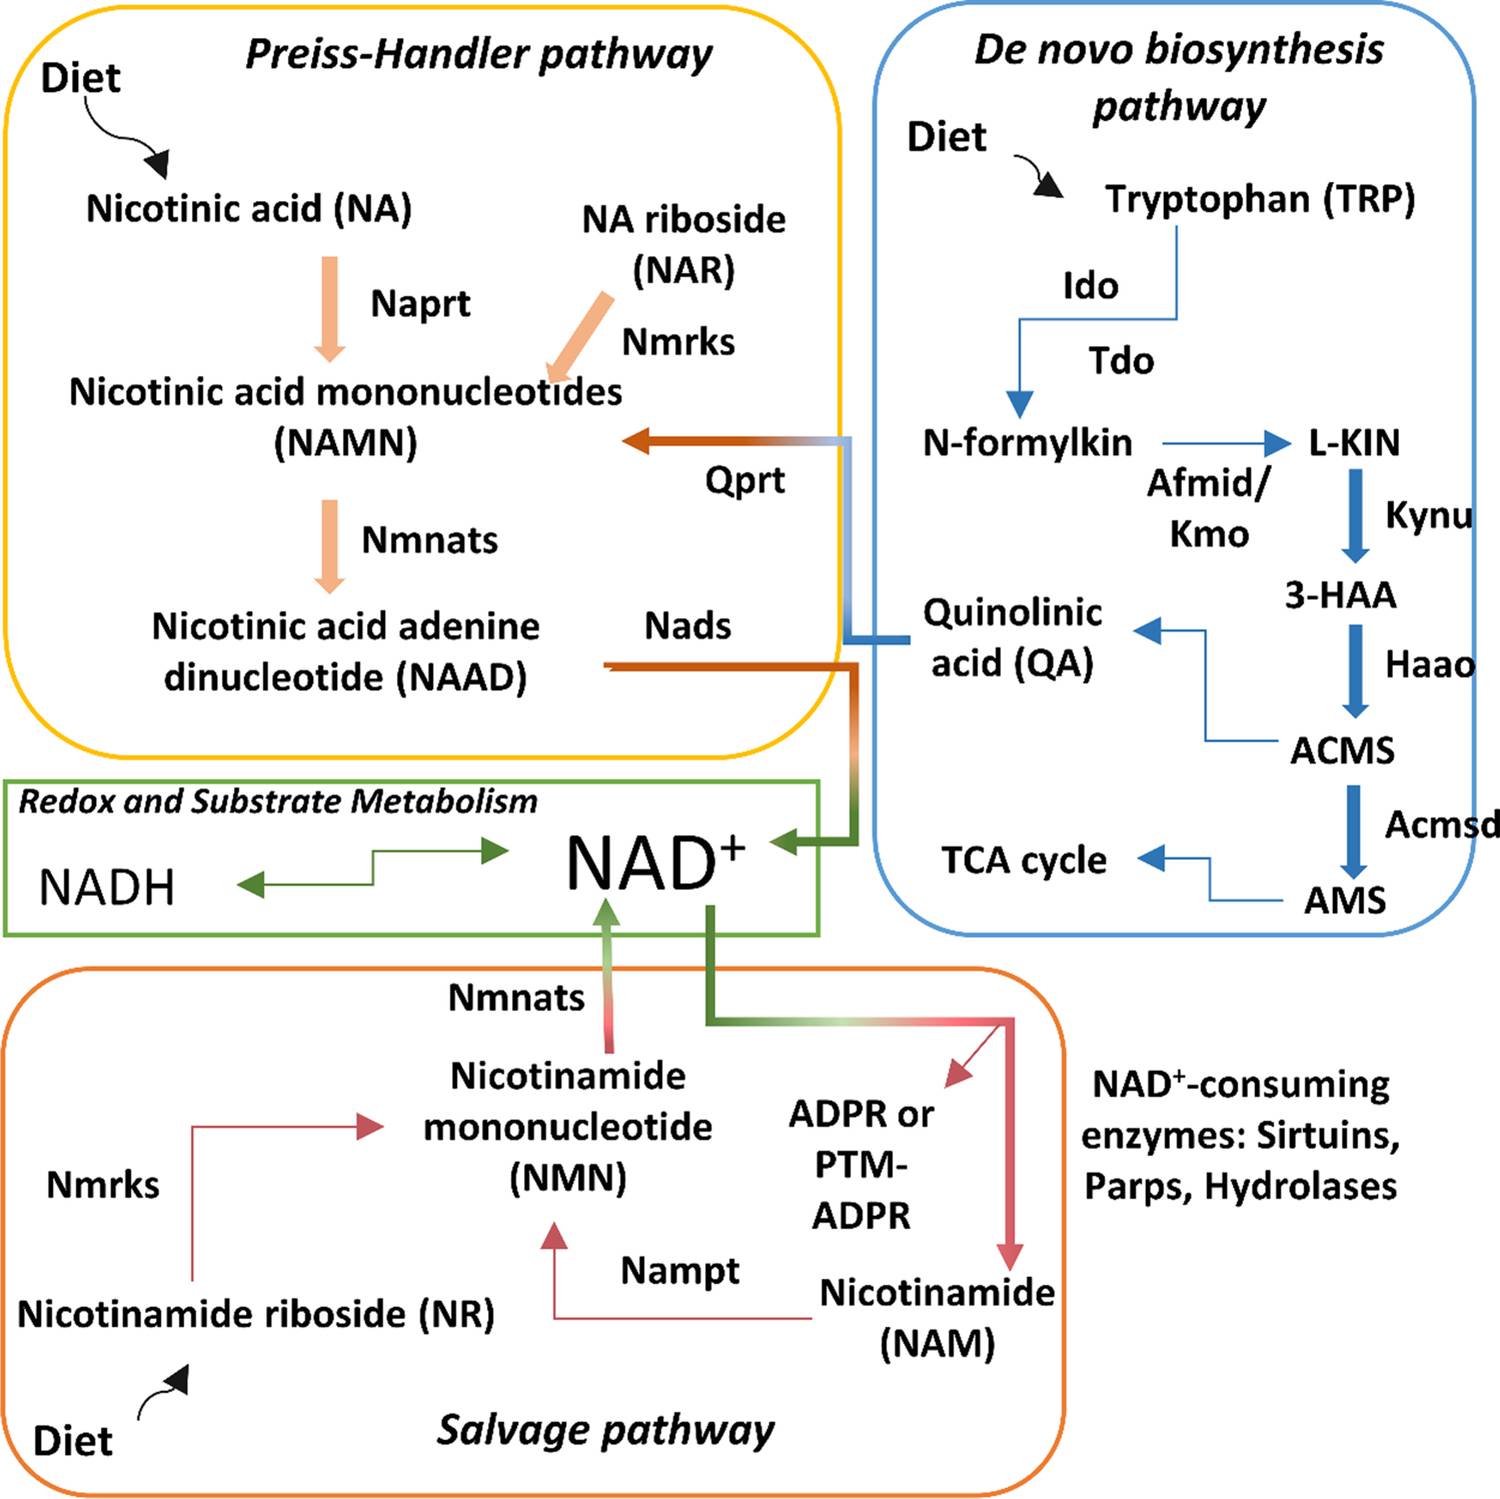 Preiss-Handler pathway
Diet
Nicotinic acid (NA)
NA riboside
(NAR)
Naprt
Nmrks
Nicotinic acid mononucleotides
(NAMN)
Qprt
Nmnats
Nicotinic acid adenine
dinucleotide (NAAD)
Nads
De novo biosynthesis
pathway
Diet
Tryptophan (TRP)
Ido
Tdo
N-formylkin
L-KIN
Afmid/
Kmo
Kynu
3-HAA
Quinolinic
acid (QA)
Haao
ACMS
Acmsd
TCA cycle
AMS
Redox and Substrate Metabolism
NADH
NAD⁺
Nmnats
Nicotinamide
mononucleotide
(NMN)
ADPR or
PTM-
ADPR
NAD⁺-consuming
enzymes: Sirtuins,
Parps, Hydrolases
Nmrks
Nampt
Nicotinamide riboside (NR)
Nicotinamide
(NAM)
Diet
Salvage pathway